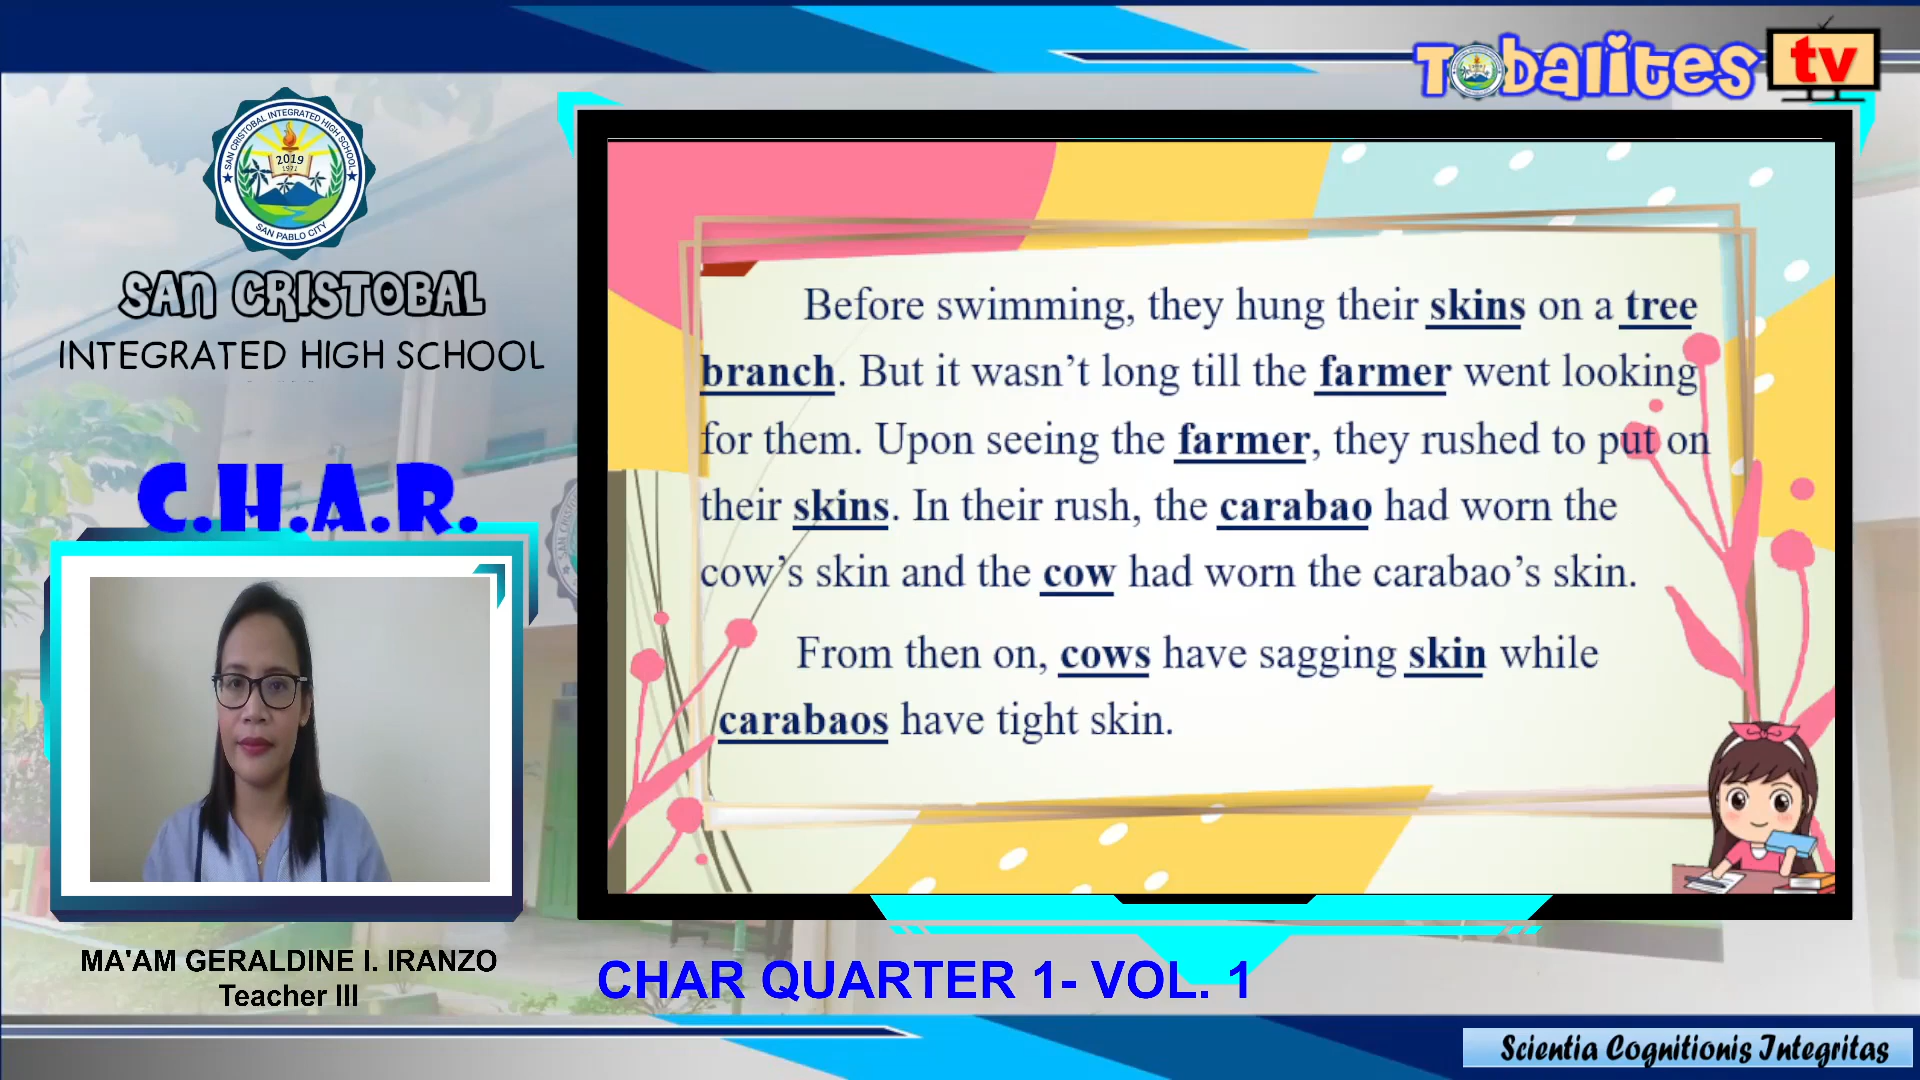 Tobalites tv
SAN CRISTOBAL INTEGRATED HIGH SCHOOL
2019
1971
SAN PABLO CITY
SAN CRISTOBAL
INTEGRATED HIGH SCHOOL
C.H.A.R.
Before swimming, they hung their skins on a tree
branch. But it wasn't long till the farmer went looking
for them. Upon seeing the farmer, they rushed to put on
their skins. In their rush, the carabao had worn the
cow's skin and the cow had worn the carabao's skin.
From then on, cows have sagging skin while
carabaos have tight skin.
MA'AM GERALDINE I. IRANZO
Teacher III
CHAR QUARTER 1- VOL. 1
Scientia Cognitionis Integritas